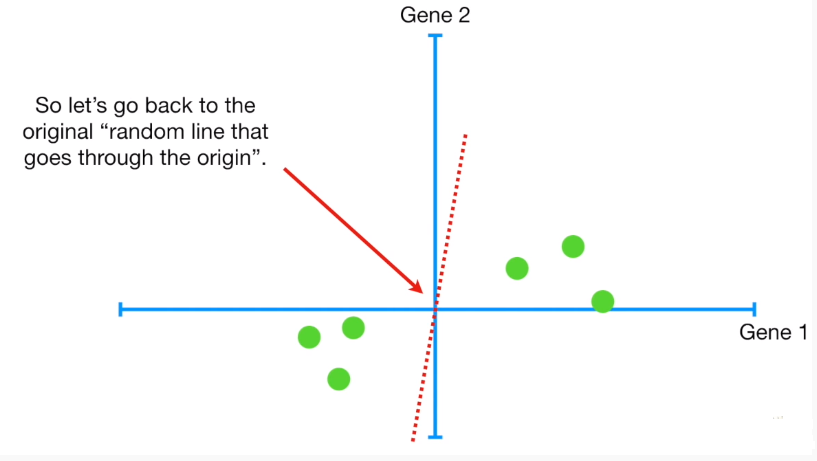 Gene 2
So let’s go back to the
original “random line that
goes through the origin”.
Gene 1